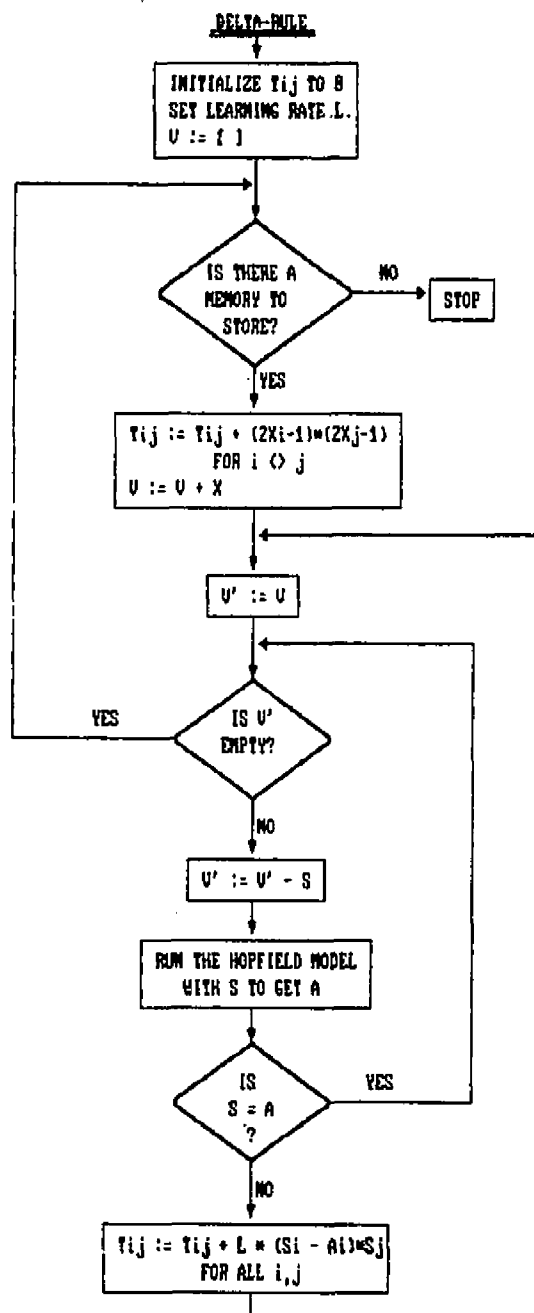 DELTA-RULE
INITIALIZE Tij TO 0
SET LEARNING RATE L.
V := [ ]
IS THERE A
MEMORY TO
STORE?
NO
STOP
YES
Tij := Tij + (2Xi-1)*(2Xj-1)
FOR i <> j
V := V + X
V' := V
IS V'
EMPTY?
YES
NO
V' := V' - S
RUN THE HOPFIELD MODEL
WITH S TO GET A
IS
S = A
?
YES
NO
Tij := Tij + L * (Si - Ai)*Sj
FOR ALL i,j